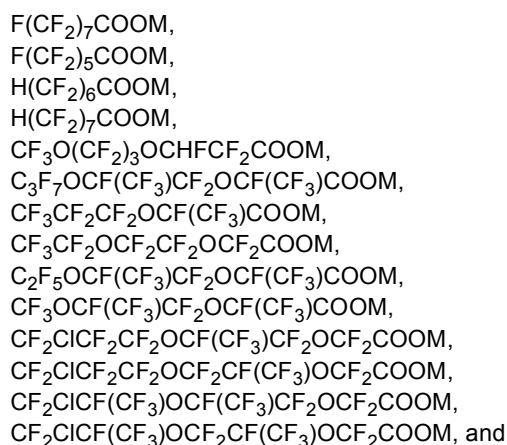 F(CF₂)₇COOM,
F(CF₂)₅COOM,
H(CF₂)₆COOM,
H(CF₂)₇COOM,
CF₃O(CF₂)₃OCHFCF₂COOM,
C₃F₇OCF(CF₃)CF₂OCF(CF₃)COOM,
CF₃CF₂CF₂OCF(CF₃)COOM,
CF₃CF₂OCF₂CF₂OCF₂COOM,
C₂F₅OCF(CF₃)CF₂OCF(CF₃)COOM,
CF₃OCF(CF₃)CF₂OCF(CF₃)COOM,
CF₂ClCF₂CF₂OCF(CF₃)CF₂OCF₂COOM,
CF₂ClCF₂CF₂OCF₂CF(CF₃)OCF₂COOM,
CF₂ClCF(CF₃)OCF(CF₃)CF₂OCF₂COOM,
CF₂ClCF(CF₃)OCF₂CF(CF₃)OCF₂COOM, and